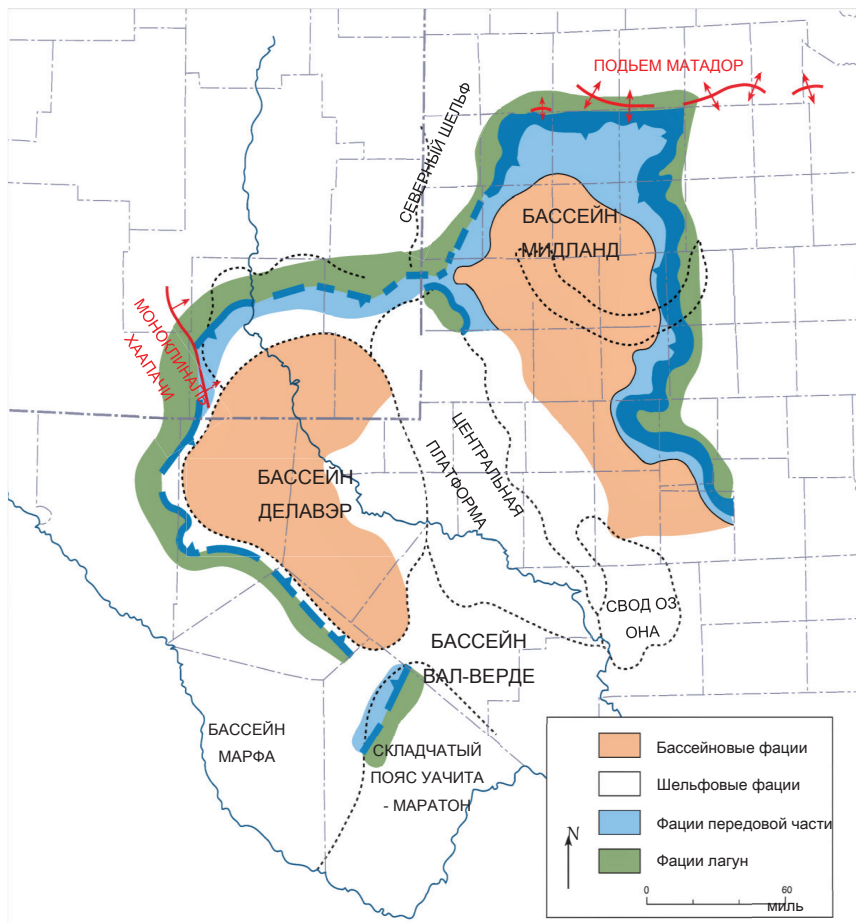 ПОДЬЕМ МАТАДОР
СЕВЕРНЫЙ ШЕЛЬФ
БАССЕЙН
МИДЛАНД
МОНОКЛИНАЛЬ
ХААПАЧИ
ЦЕНТРАЛЬНАЯ
ПЛАТФОРМА
БАССЕЙН
ДЕЛАВЭР
СВОД ОЗ
ОНА
БАССЕЙН
ВАЛ-ВЕРДЕ
БАССЕЙН
МАРФА
СКЛАДЧАТЫЙ
ПОЯС УАЧИТА
- МАРАТОН
Бассейновые фации
Шельфовые фации
Фации передовой части
Фации лагун
N
0 60
миль